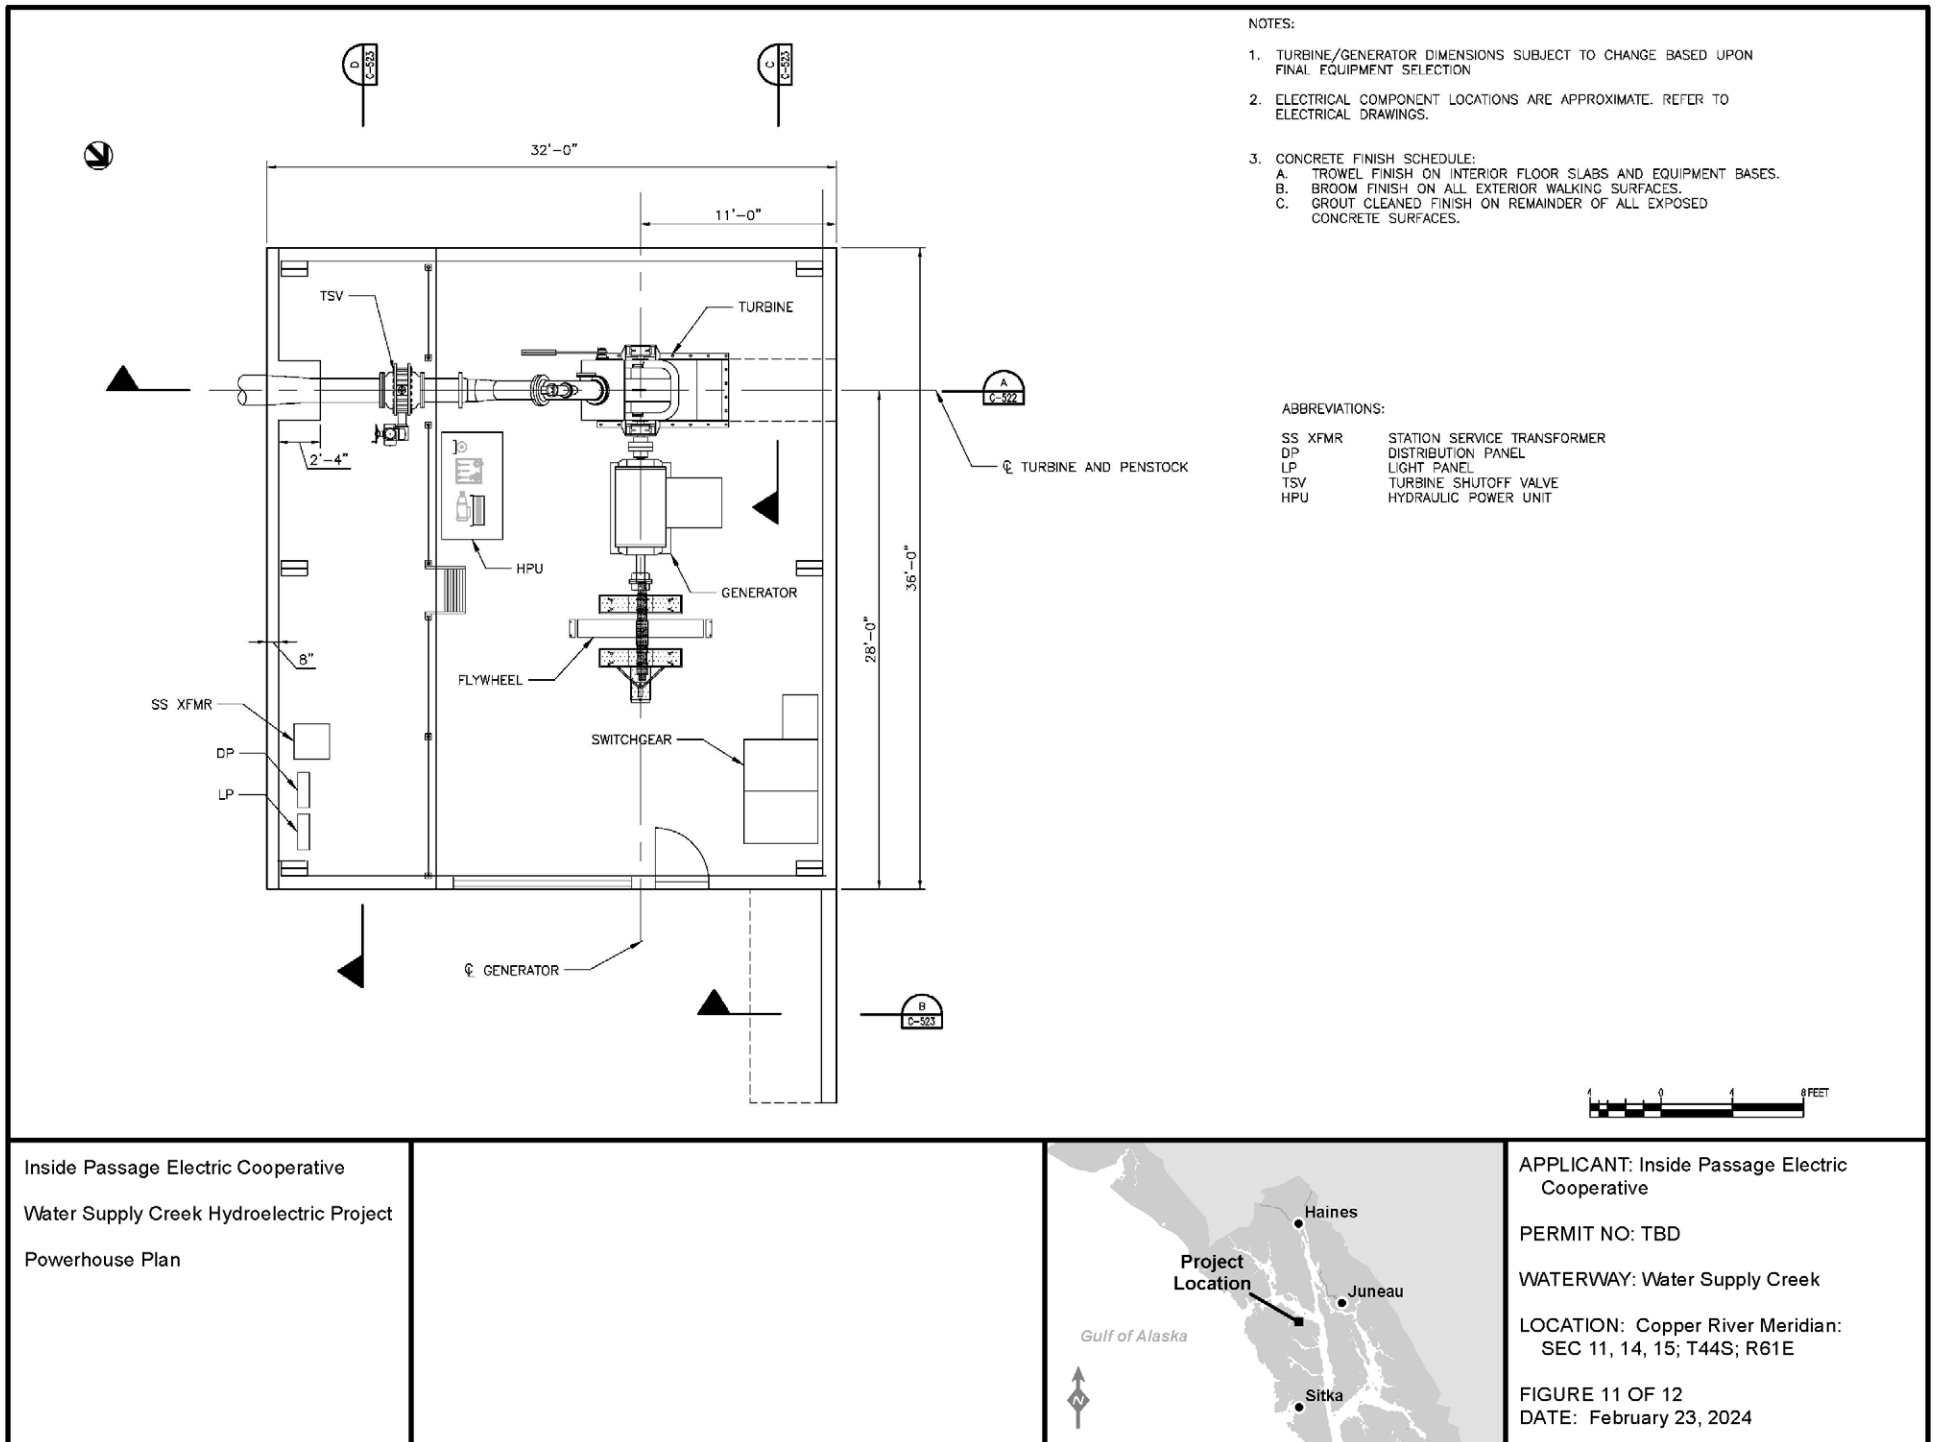 NOTES:
1. TURBINE/GENERATOR DIMENSIONS SUBJECT TO CHANGE BASED UPON
FINAL EQUIPMENT SELECTION
2. ELECTRICAL COMPONENT LOCATIONS ARE APPROXIMATE. REFER TO
ELECTRICAL DRAWINGS.
3. CONCRETE FINISH SCHEDULE:
A. TROWEL FINISH ON INTERIOR FLOOR SLABS AND EQUIPMENT BASES.
B. BROOM FINISH ON ALL EXTERIOR WALKING SURFACES.
C. GROUT CLEANED FINISH ON REMAINDER OF ALL EXPOSED
CONCRETE SURFACES.
D
C-523
C
C-523
32'-0"
11'-0"
TSV
TURBINE
A
C-522
2'-4"
℄ TURBINE AND PENSTOCK
HPU
GENERATOR
36'-0"
28'-0"
8"
FLYWHEEL
SS XFMR
SWITCHGEAR
DP
LP
℄ GENERATOR
B
C-523
ABBREVIATIONS:
SS XFMR STATION SERVICE TRANSFORMER
DP DISTRIBUTION PANEL
LP LIGHT PANEL
TSV TURBINE SHUTOFF VALVE
HPU HYDRAULIC POWER UNIT
4 0 4 8 FEET
Inside Passage Electric Cooperative
Water Supply Creek Hydroelectric Project
Powerhouse Plan
Haines
Project
Location
Juneau
Gulf of Alaska
Sitka
N
APPLICANT: Inside Passage Electric
Cooperative
PERMIT NO: TBD
WATERWAY: Water Supply Creek
LOCATION: Copper River Meridian:
SEC 11, 14, 15; T44S; R61E
FIGURE 11 OF 12
DATE: February 23, 2024